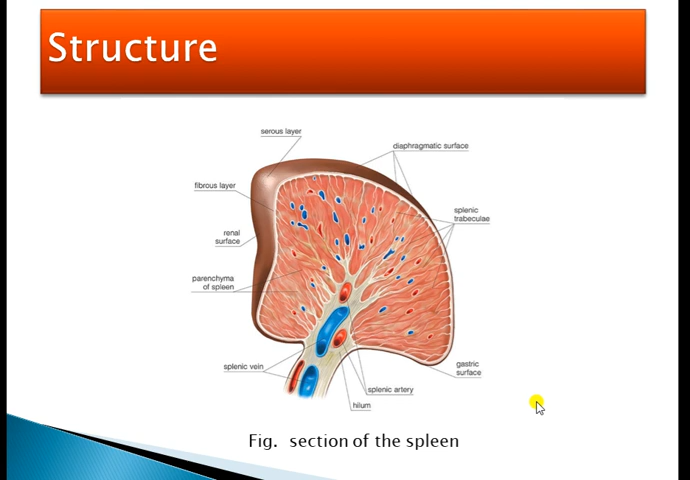 Structure
serous layer
diaphragmatic surface
fibrous layer
splenic
trabeculae
renal
surface
parenchyma
of spleen
splenic vein
gastric
surface
splenic artery
hilum
Fig. section of the spleen